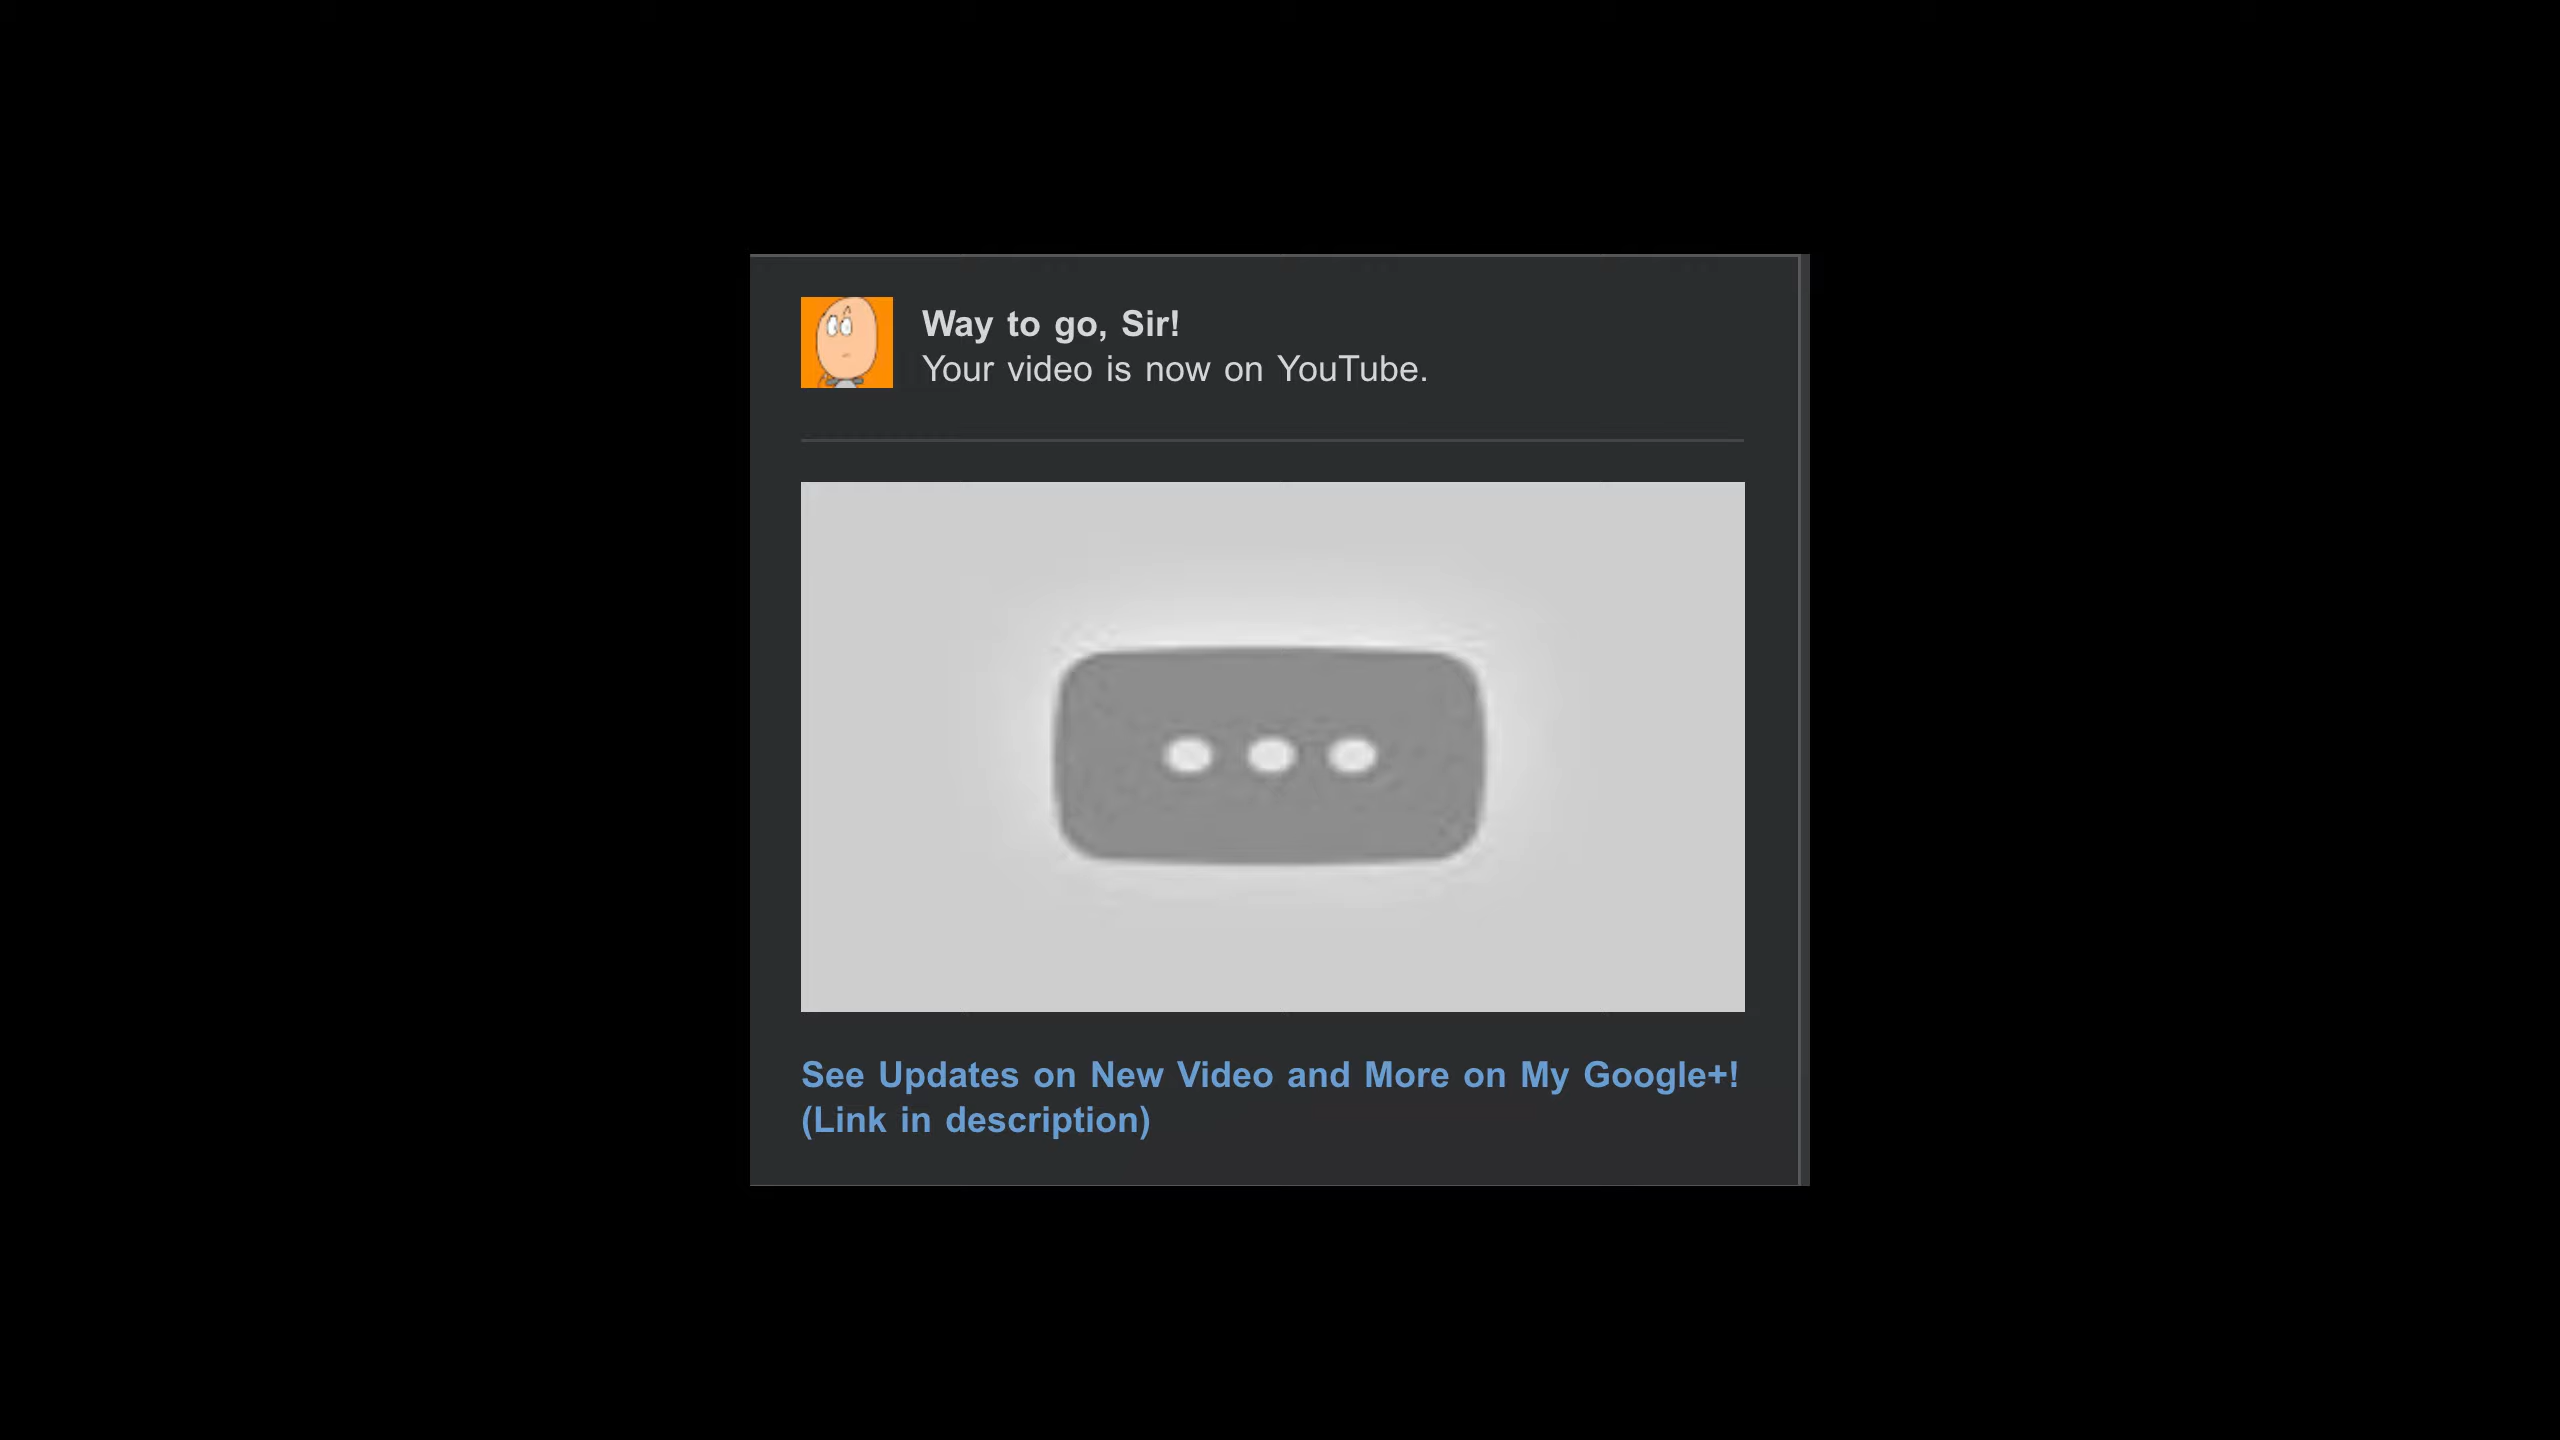 Way to go, Sir!
Your video is now on YouTube.
See Updates on New Video and More on My Google+!
(Link in description)